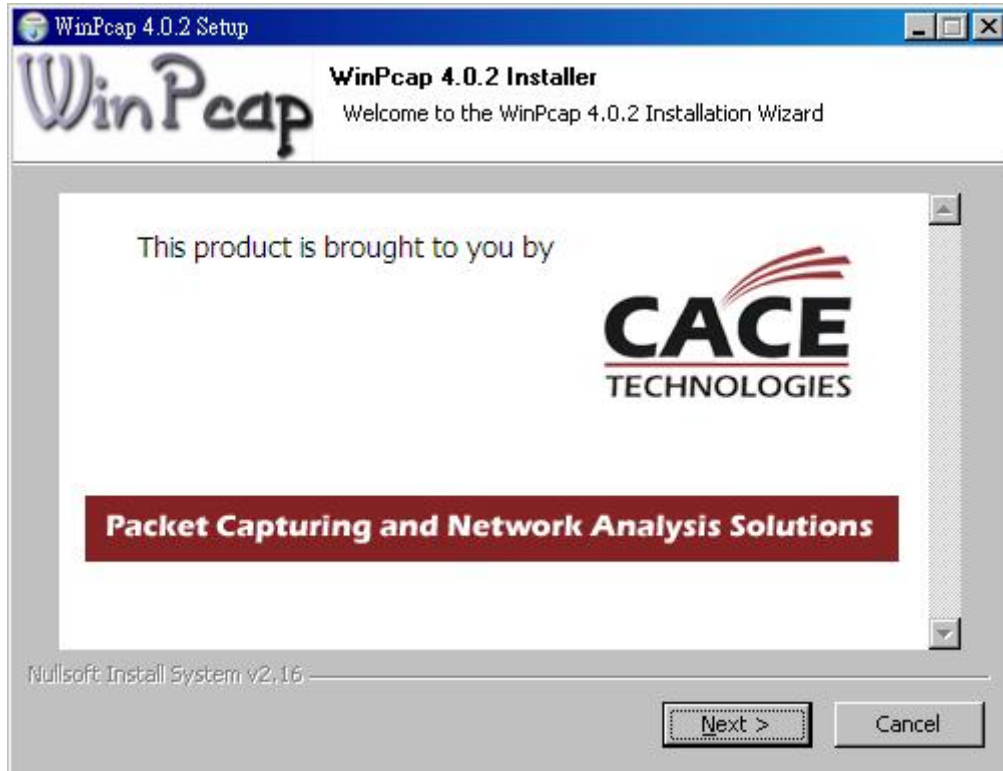 WinPcap 4.0.2 Setup
WinPcap
WinPcap 4.0.2 Installer
Welcome to the WinPcap 4.0.2 Installation Wizard
This product is brought to you by
CACE
TECHNOLOGIES
Packet Capturing and Network Analysis Solutions
Nullsoft Install System v2.16
Next >
Cancel